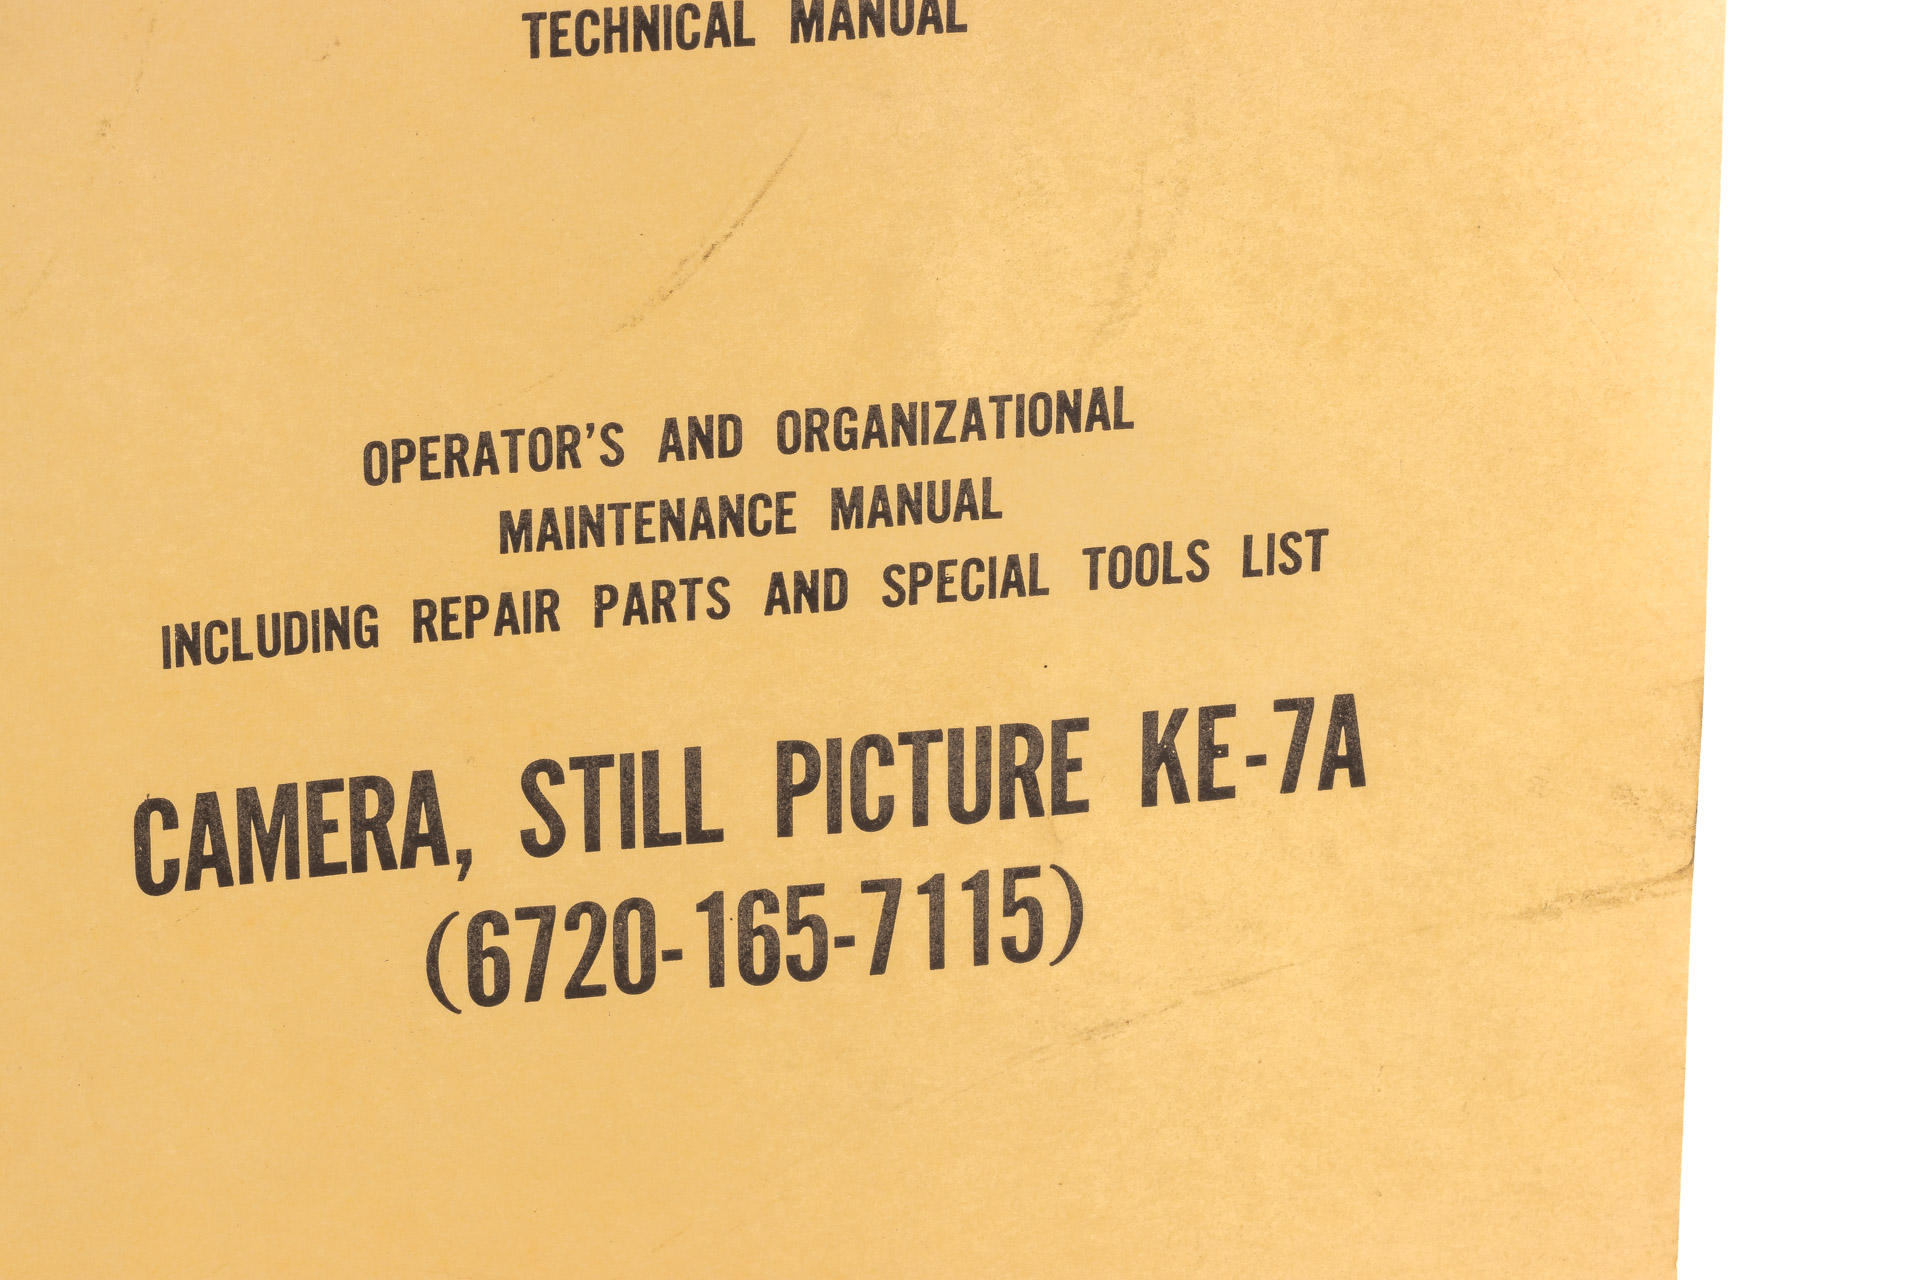 TECHNICAL MANUAL
OPERATOR'S AND ORGANIZATIONAL
MAINTENANCE MANUAL
INCLUDING REPAIR PARTS AND SPECIAL TOOLS LIST
CAMERA, STILL PICTURE KE-7A
(6720-165-7115)